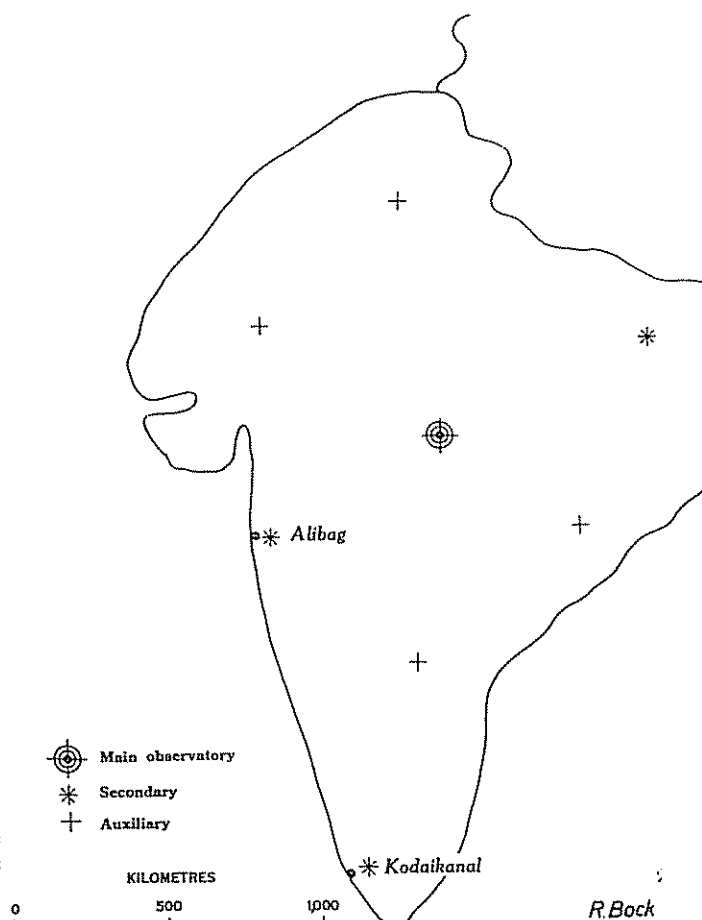 Alibag
Main observatory
Secondary
Auxiliary
Kodaikanal
KILOMETRES
0 500 1,000
R.Bock